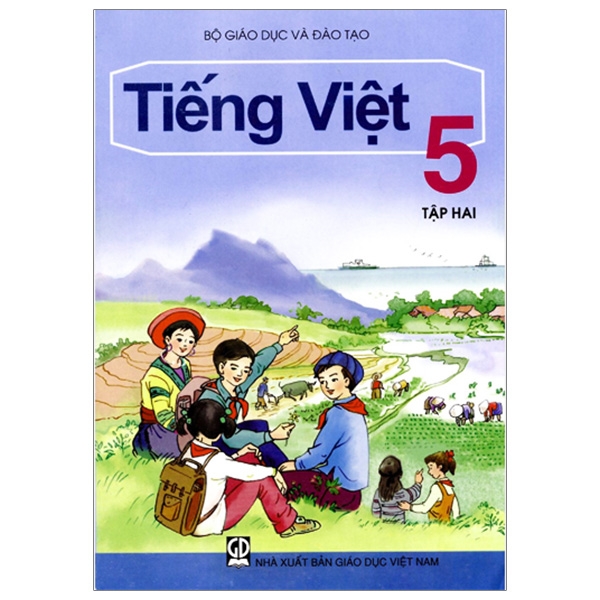 BỘ GIÁO DỤC VÀ ĐÀO TẠO
Tiếng Việt
5
TẬP HAI
GD
NHÀ XUẤT BẢN GIÁO DỤC VIỆT NAM